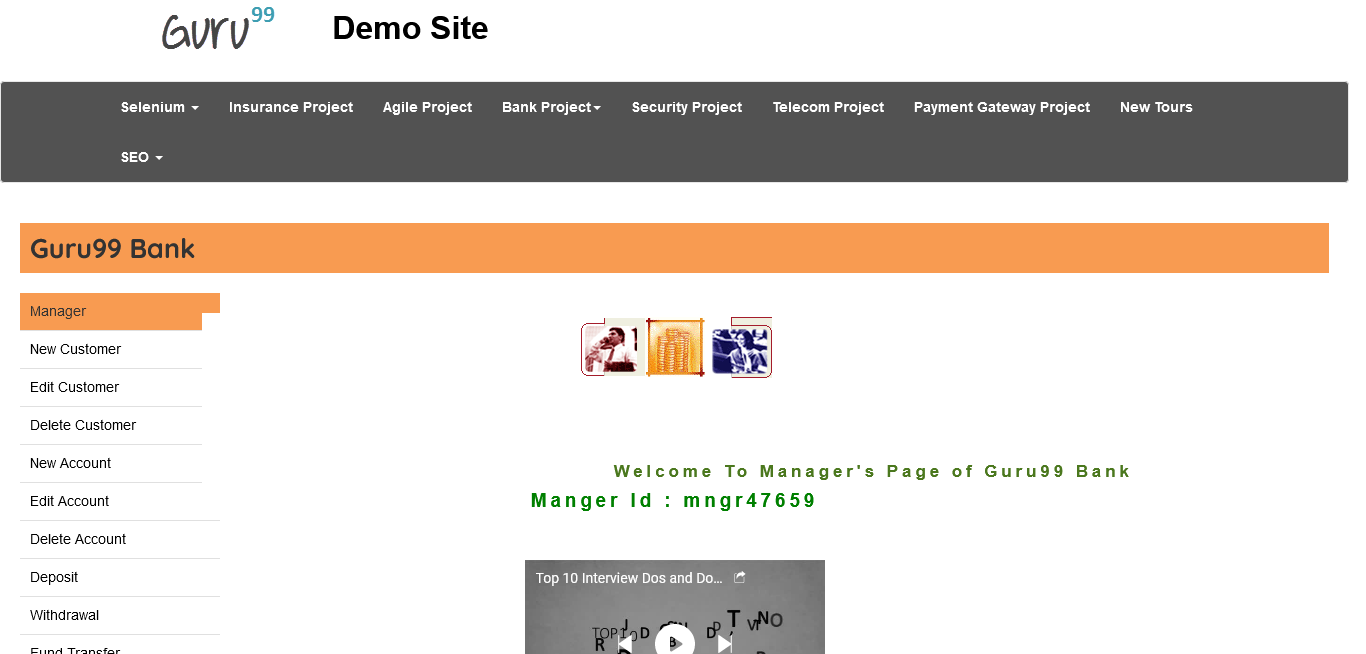 Guru99 Demo Site
Selenium Insurance Project Agile Project Bank Project Security Project Telecom Project Payment Gateway Project New Tours
SEO
Guru99 Bank
Manager
New Customer
Edit Customer
Delete Customer
New Account
Edit Account
Delete Account
Deposit
Withdrawal
Fund Transfer
Welcome To Manager's Page of Guru99 Bank
Manger Id : mngr47659
Top 10 Interview Dos and Do...